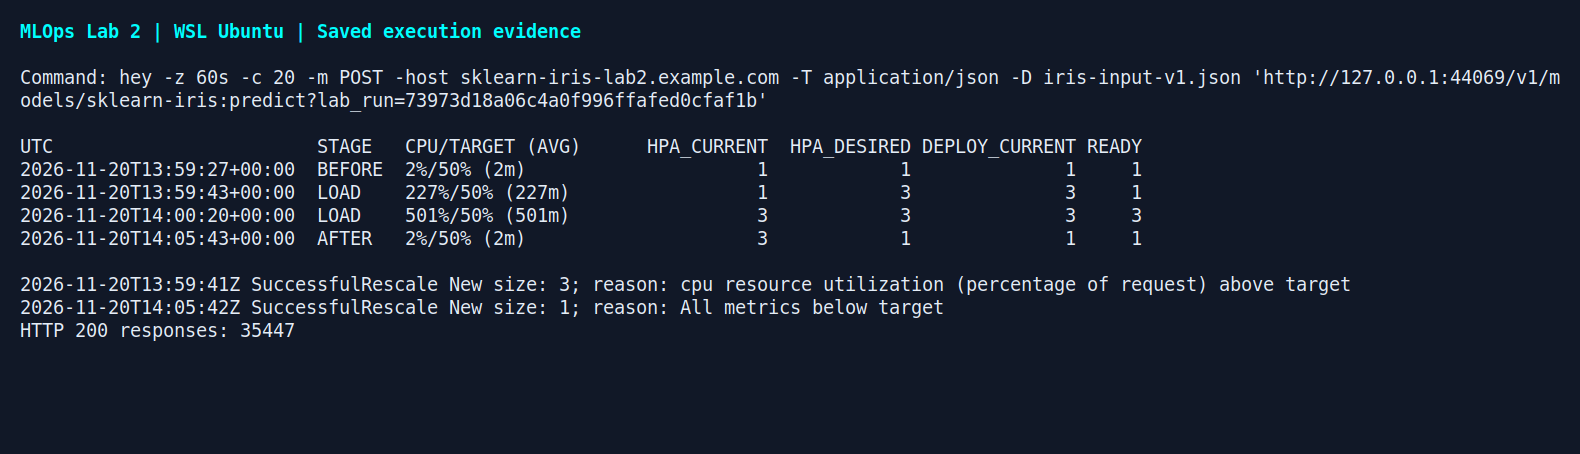 MLOps Lab 2 | WSL Ubuntu | Saved execution evidence
Command: hey -z 60s -c 20 -m POST -host sklearn-iris-lab2.example.com -T application/json -D iris-input-v1.json 'http://127.0.0.1:44069/v1/m
odels/sklearn-iris:predict?lab_run=73973d18a06c4a0f996ffafed0cfaf1b'
UTC                        STAGE   CPU/TARGET (AVG)      HPA_CURRENT  HPA_DESIRED DEPLOY_CURRENT READY
2026-11-20T13:59:27+00:00  BEFORE  2%/50% (2m)                     1            1              1     1
2026-11-20T13:59:43+00:00  LOAD    227%/50% (227m)                 1            3              3     1
2026-11-20T14:00:20+00:00  LOAD    501%/50% (501m)                 3            3              3     3
2026-11-20T14:05:43+00:00  AFTER   2%/50% (2m)                     3            1              1     1
2026-11-20T13:59:41Z SuccessfulRescale New size: 3; reason: cpu resource utilization (percentage of request) above target
2026-11-20T14:05:42Z SuccessfulRescale New size: 1; reason: All metrics below target
HTTP 200 responses: 35447